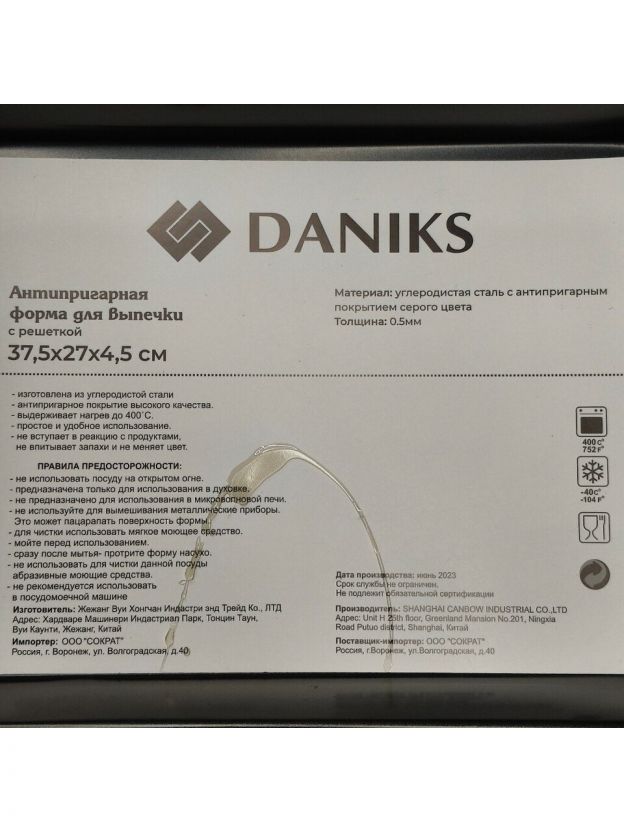 DANIKS
Антипригарная
форма для выпечки
с решеткой
37,5x27x4,5 см
Материал: углеродистая сталь с антипригарным
покрытием серого цвета
Толщина: 0.5мм
- изготовлена из углеродистой стали
- антипригарное покрытие высокого качества.
- выдерживает нагрев до 400˚С.
- простое и удобное использование.
- не вступает в реакцию с продуктами,
не впитывает запахи и не меняет цвет.
400 C°
752 F°
-40 C°
-104 F°
ПРАВИЛА ПРЕДОСТОРОЖНОСТИ:
- не использовать посуду на открытом огне.
- предназначена только для использования в духовке.
- не предназначено для использования в микроволновой печи.
- не используйте для вымешивания металлические приборы.
Это может пацарапать поверхность формы.
- для чистки использовать мягкое моющее средство.
- мойте перед использованием.
- сразу после мытья- протрите форму насухо.
- не использовать для чистки данной посуды
абразивные моющие средства.
- не рекомендуется использовать
в посудомоечной машине
Изготовитель: Жежанг Вуи Хонгчан Индастри энд Трейд Ко., ЛТД
Адрес: Хардваре Машинери Индастриал Парк, Тонцин Таун,
Вуи Каунти, Жежанг, Китай
Импортер: ООО "СОКРАТ"
Россия, г. Воронеж, ул. Волгоградская, д.40
Дата производства: июнь 2023
Срок службы не ограничен.
Не подлежит обязательной сертификации
Производитель: SHANGHAI CANBOW INDUSTRIAL CO.,LTD
Адрес: Unit H 25th floor, Greenland Mansion No.201, Ningxia
Road Putuo district, Shanghai, Китай
Поставщик-импортер: ООО "СОКРАТ"
Россия, г.Воронеж, ул. Волгоградская, д.40